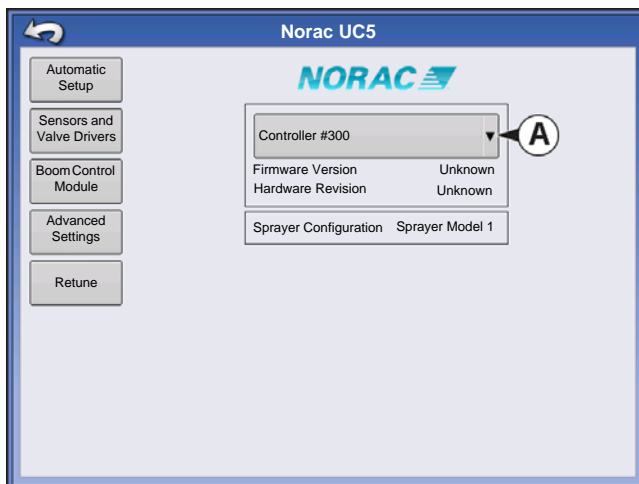 Norac UC5
Automatic
Setup
Sensors and
Valve Drivers
Boom Control
Module
Advanced
Settings
Retune
NORAC
Controller #300
A
Firmware Version Unknown
Hardware Revision Unknown
Sprayer Configuration Sprayer Model 1